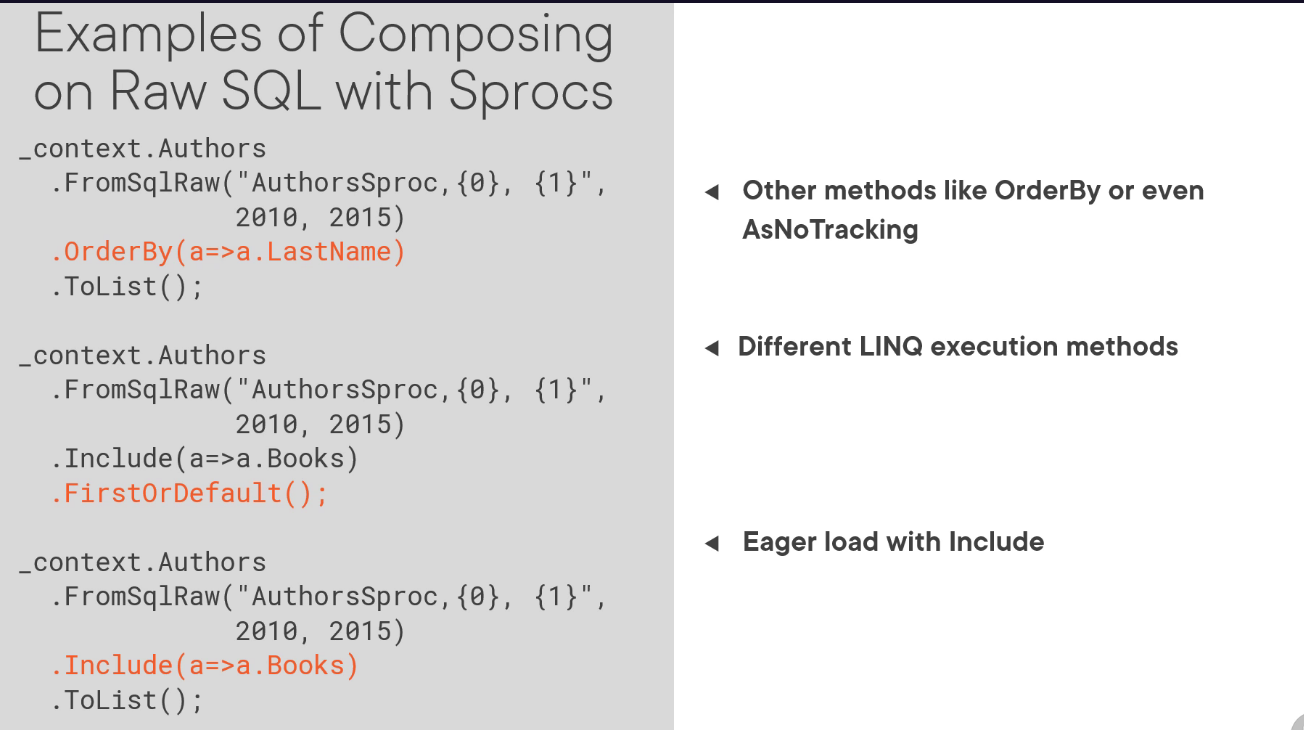 Examples of Composing
on Raw SQL with Sprocs
_context.Authors
.FromSqlRaw("AuthorsSproc,{0}, {1}",
2010, 2015)
.OrderBy(a=>a.LastName)
.ToList();
_context.Authors
.FromSqlRaw("AuthorsSproc,{0}, {1}",
2010, 2015)
.Include(a=>a.Books)
.FirstOrDefault();
_context.Authors
.FromSqlRaw("AuthorsSproc,{0}, {1}",
2010, 2015)
.Include(a=>a.Books)
.ToList();
Other methods like OrderBy or even
AsNoTracking
Different LINQ execution methods
Eager load with Include